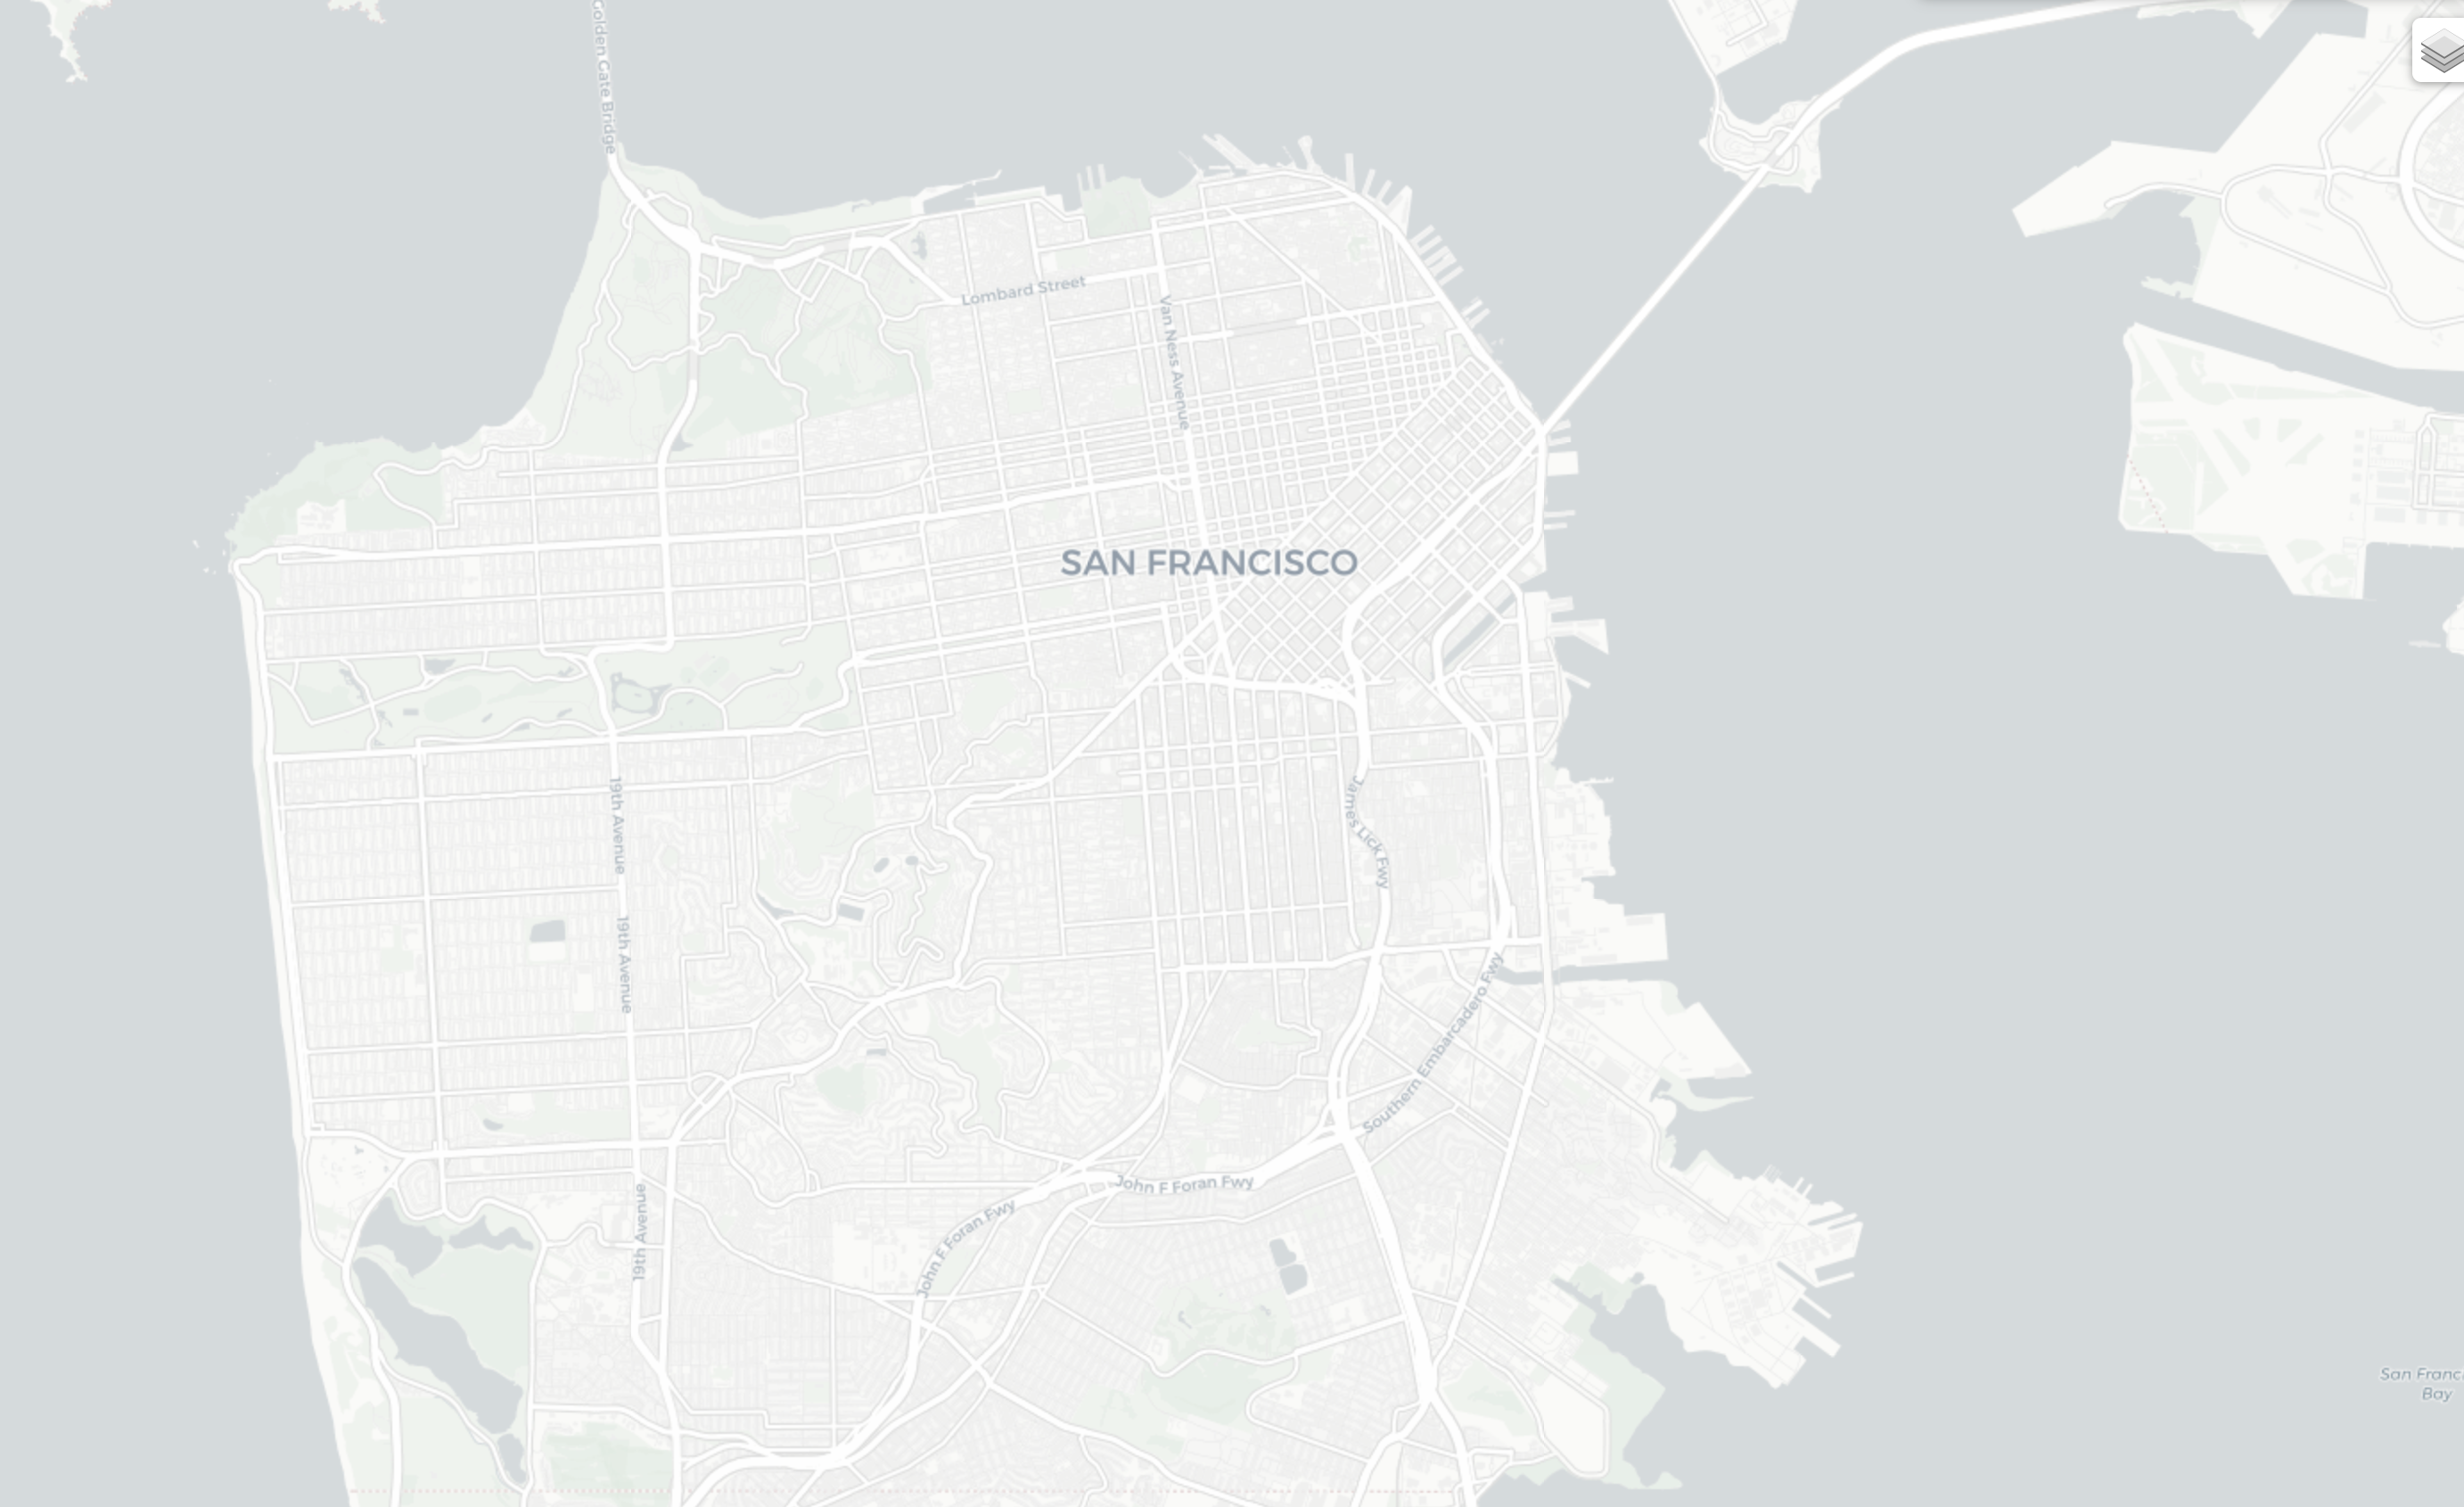 Golden Gate Bridge
Lombard Street
Van Ness Avenue
SAN FRANCISCO
19th Avenue
James Lick Fwy
19th Avenue
Southern Embarcadero Fwy
John F Foran Fwy
19th Avenue
John F Foran Fwy
San Franc
Bay